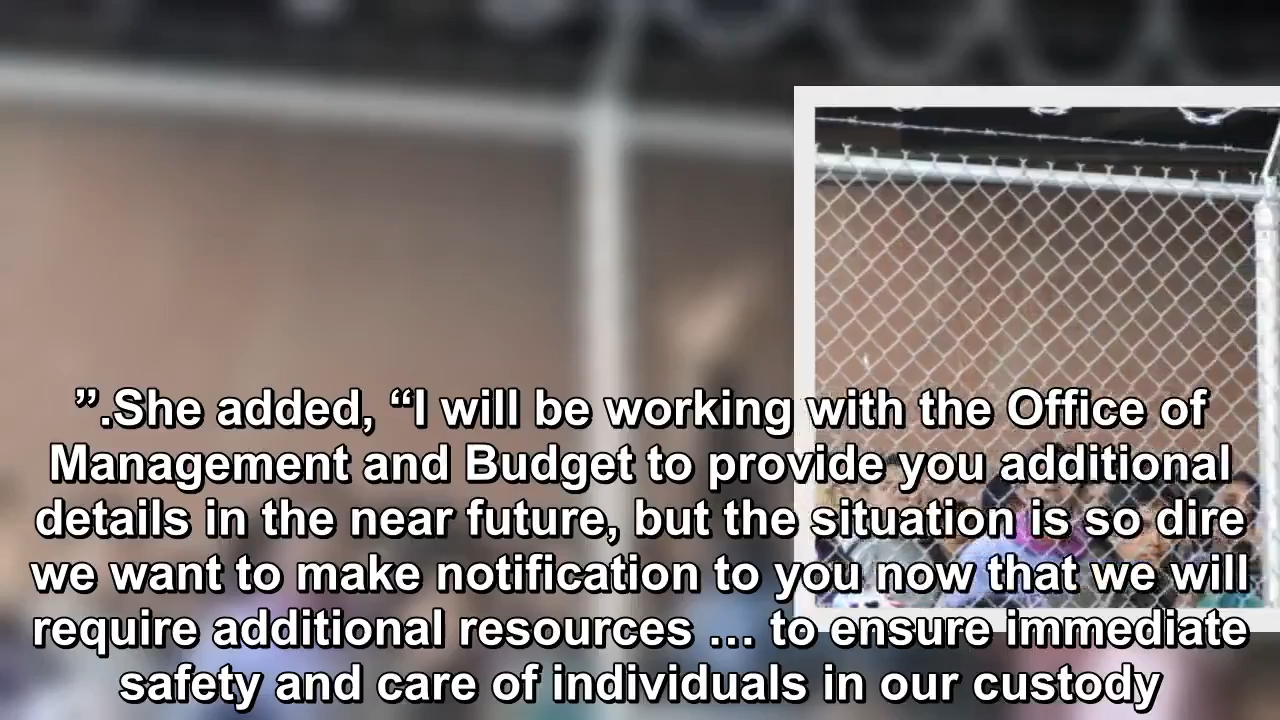 ”.She added, “I will be working with the Office of
Management and Budget to provide you additional
details in the near future, but the situation is so dire
we want to make notification to you now that we will
require additional resources … to ensure immediate
safety and care of individuals in our custody